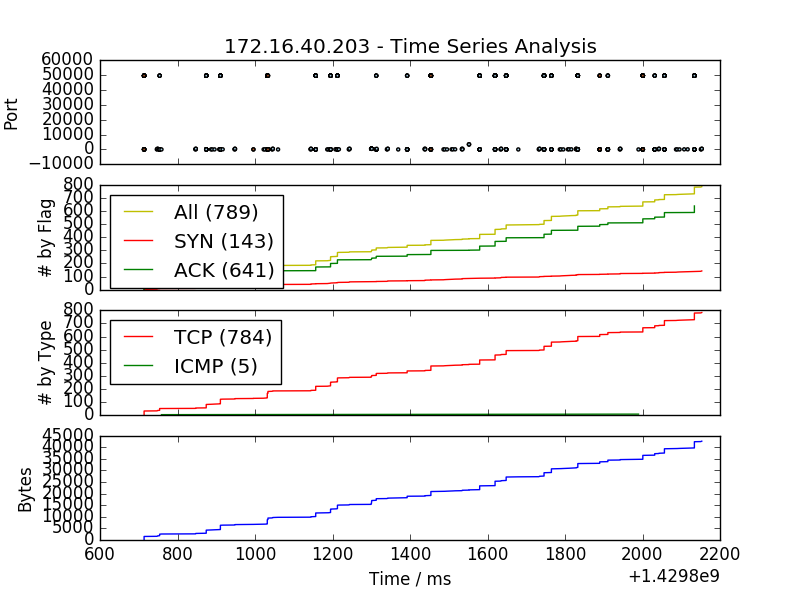 172.16.40.203 - Time Series Analysis
60000
50000
40000
30000
20000
10000
0
−10000
Port
800
700
600
500
400
300
200
100
0
# by Flag
All (789)
SYN (143)
ACK (641)
800
700
600
500
400
300
200
100
0
# by Type
TCP (784)
ICMP (5)
45000
40000
35000
30000
25000
20000
15000
10000
5000
0
Bytes
600 800 1000 1200 1400 1600 1800 2000 2200
Time / ms
+1.4298e9